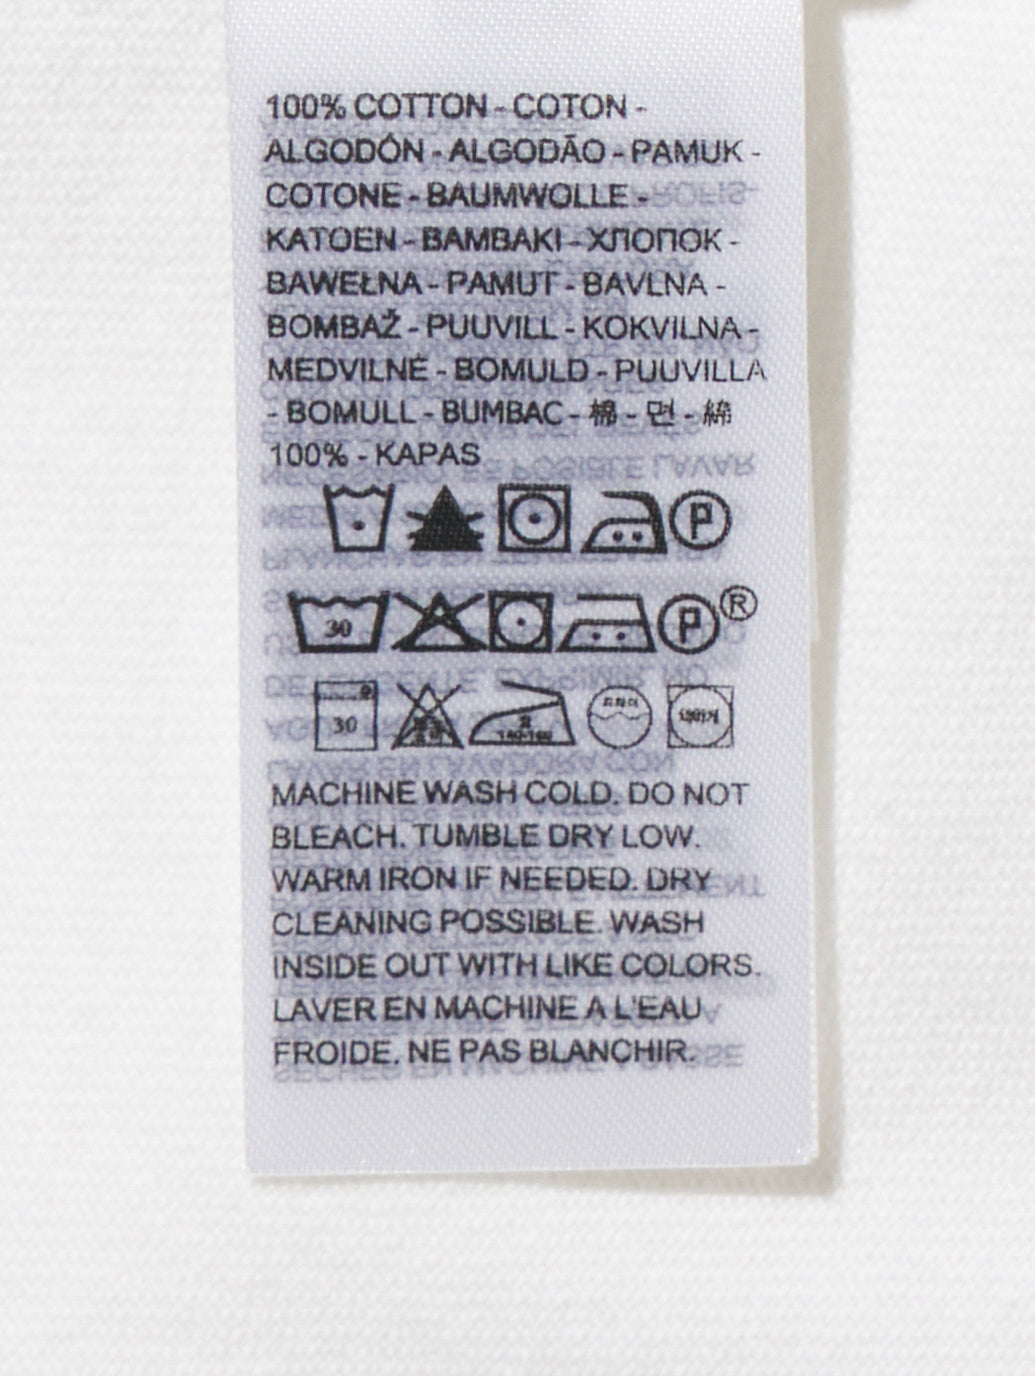 100% COTTON - COTON -
ALGODÓN - ALGODÃO - PAMUK -
COTONE - BAUMWOLLE -
KATOEN - BAMBAKI - ХЛОПОК -
BAWEŁNA - PAMUT - BAVLNA -
BOMBAŽ - PUUVILL - KOKVILNA -
MEDVILNĖ - BOMULD - PUUVILLA
- BOMULL - BUMBAC - 棉 - 면 - 綿
100% - KAPAS
P
30 P ®
30
MACHINE WASH COLD. DO NOT
BLEACH. TUMBLE DRY LOW.
WARM IRON IF NEEDED. DRY
CLEANING POSSIBLE. WASH
INSIDE OUT WITH LIKE COLORS.
LAVER EN MACHINE A L'EAU
FROIDE. NE PAS BLANCHIR.